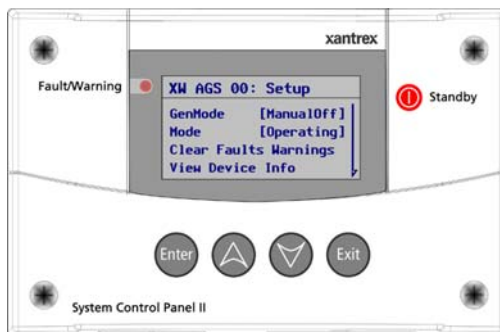 xantrex
Fault/Warning
Standby
XW AGS 00: Setup
GenMode [ManualOff]
Mode [Operating]
Clear Faults Warnings
View Device Info
Enter
Exit
System Control Panel II